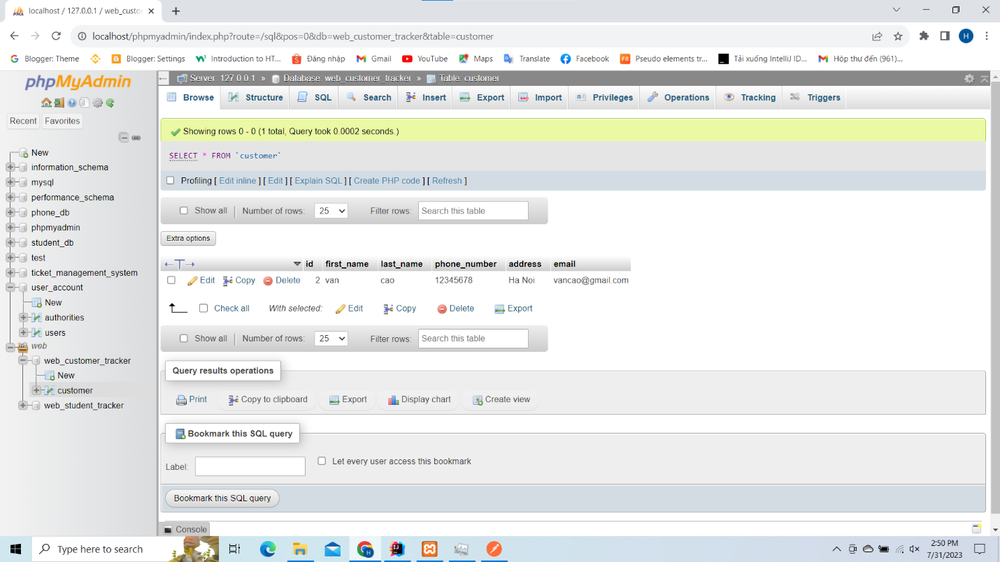 localhost / 127.0.0.1 / web_custo
localhost/phpmyadmin/index.php?route=/sql&pos=0&db=web_customer_tracker&table=customer
H
Blogger: Theme
Blogger: Settings
Introduction to HT...
Đăng nhập
Gmail
YouTube
Maps
Translate
Facebook
F8 Pseudo elements tr...
Tải xuống IntelliJ ID...
Hộp thư đến (961)...
phpMyAdmin
Recent Favorites
New
information_schema
mysql
performance_schema
phone_db
phpmyadmin
student_db
test
ticket_management_system
user_account
New
authorities
users
web
web_customer_tracker
New
customer
web_student_tracker
Server: 127.0.0.1 » Database: web_customer_tracker » Table: customer
Browse Structure SQL Search Insert Export Import Privileges Operations Tracking Triggers
Showing rows 0 - 0 (1 total, Query took 0.0002 seconds.)
SELECT * FROM `customer`
Profiling [ Edit inline ] [ Edit ] [ Explain SQL ] [ Create PHP code ] [ Refresh ]
Show all Number of rows: 25 Filter rows: Search this table
Extra options
id first_name last_name phone_number address email
Edit Copy Delete 2 van cao 12345678 Ha Noi vancao@gmail.com
Check all With selected: Edit Copy Delete Export
Show all Number of rows: 25 Filter rows: Search this table
Query results operations
Print Copy to clipboard Export Display chart Create view
Bookmark this SQL query
Label: Let every user access this bookmark
Bookmark this SQL query
Console
Type here to search
2:50 PM
7/31/2023